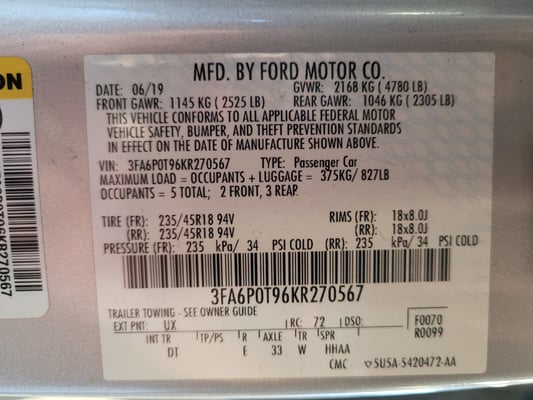 MFD. BY FORD MOTOR CO.
DATE: 06/19 GVWR: 2168 KG ( 4780 LB)
FRONT GAWR: 1145 KG ( 2525 LB) REAR GAWR: 1046 KG ( 2305 LB)
THIS VEHICLE CONFORMS TO ALL APPLICABLE FEDERAL MOTOR
VEHICLE SAFETY, BUMPER, AND THEFT PREVENTION STANDARDS
IN EFFECT ON THE DATE OF MANUFACTURE SHOWN ABOVE.
VIN: 3FA6P0T96KR270567 TYPE: Passenger Car
MAXIMUM LOAD = OCCUPANTS + LUGGAGE = 375KG/ 827LB
OCCUPANTS = 5 TOTAL; 2 FRONT, 3 REAR
TIRE (FR): 235/45R18 94V RIMS (FR): 18x8.0J
(RR): 235/45R18 94V (RR): 18x8.0J
PRESSURE (FR): 235 kPa/ 34 PSI COLD (RR): 235 kPa/ 34 PSI COLD
3FA6P0T96KR270567
TRAILER TOWING - SEE OWNER GUIDE
EXT PNT: UX RC: 72 DSO: F0070
R0099
INT TR TP/PS R AXLE TR SPR
DT E 33 W HHAA
CMC 5U5A-5420472-AA
ON